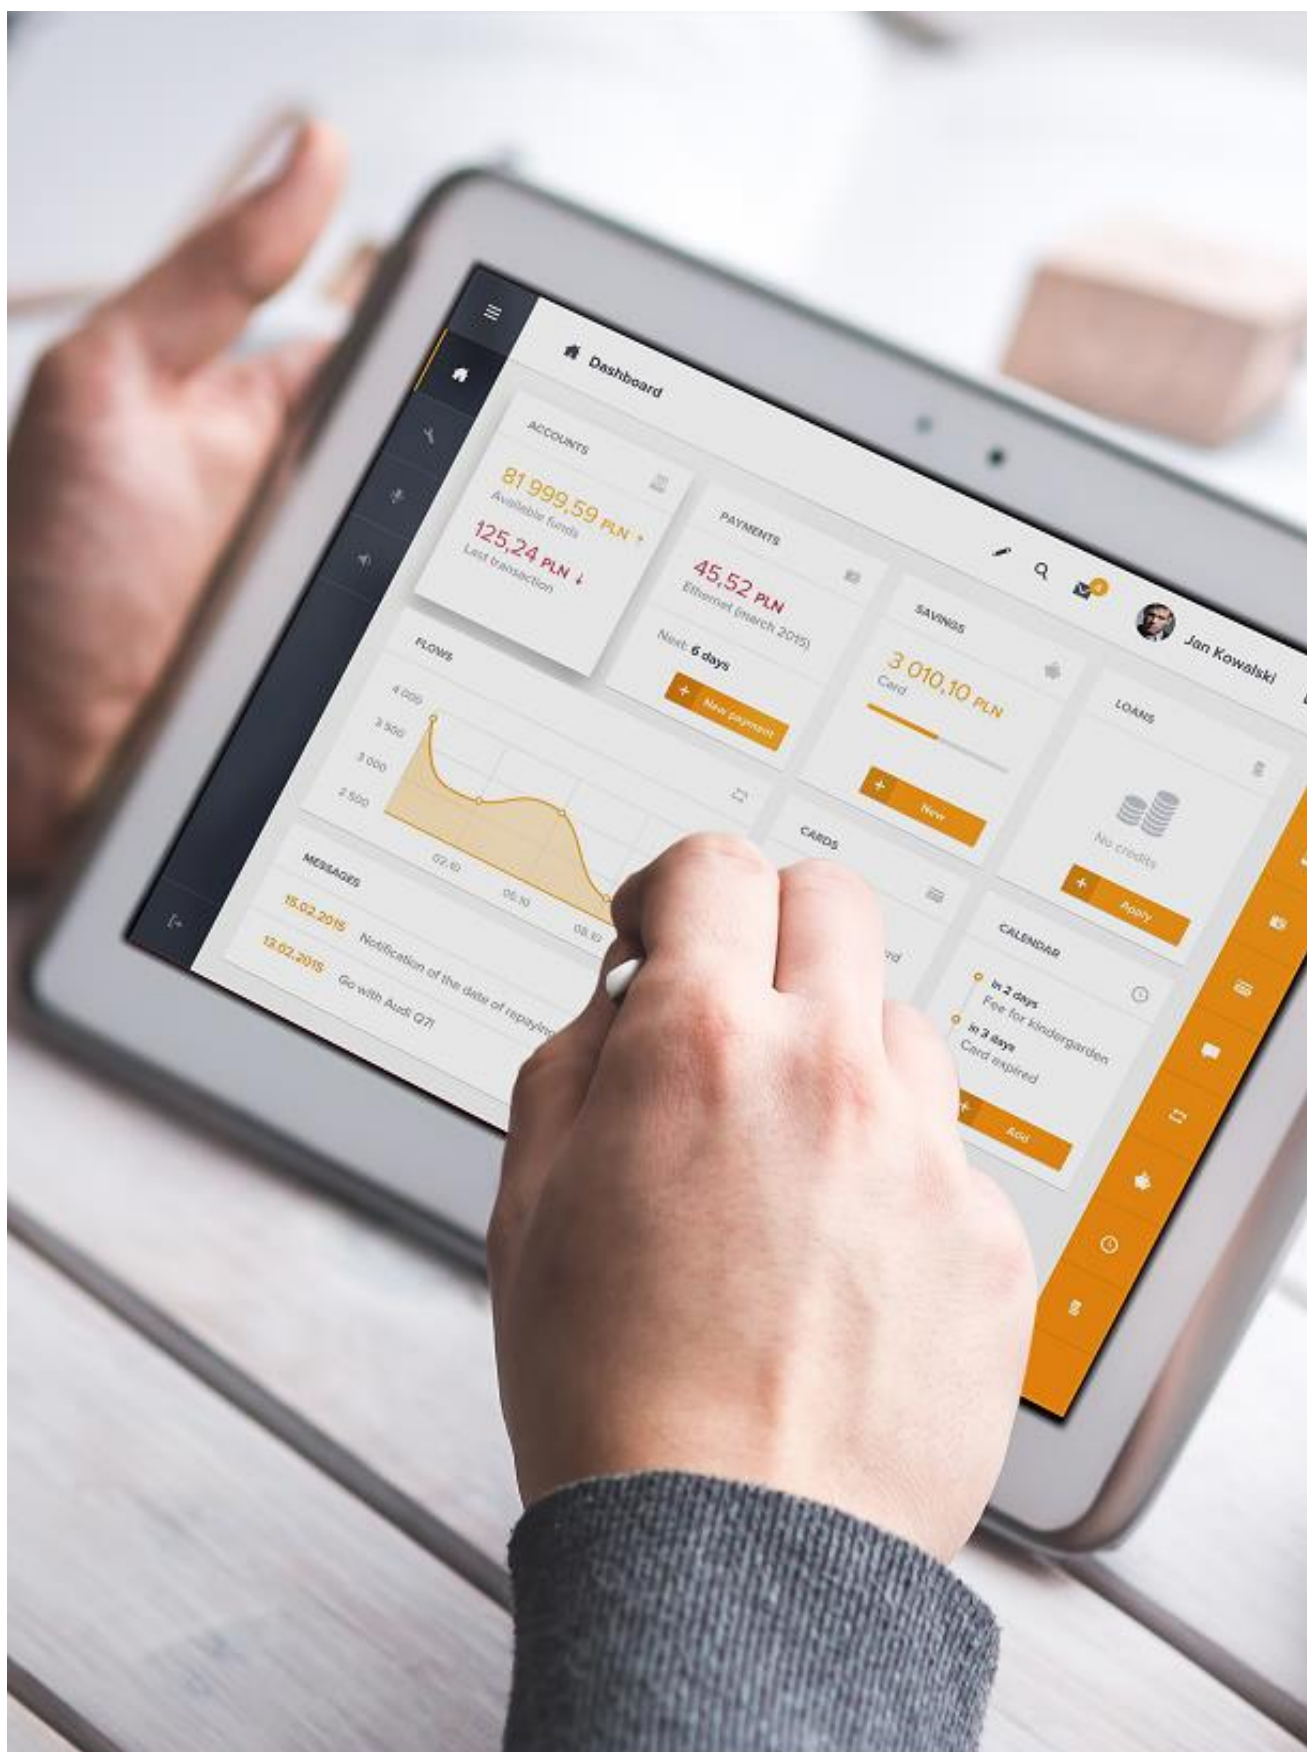 Dashboard
Jan Kowalski
ACCOUNTS
81 999,59 PLN
Available funds
125,24 PLN
Last transaction
PAYMENTS
45,52 PLN
Ethernet (march 2015)
Next: 6 days
+ New payment
SAVINGS
3 010,10 PLN
Card
+ New
LOANS
No credits
+ Apply
FLOWS
4 000
3 500
3 000
2 500
02.10
05.10
08.10
CARDS
rd
CALENDAR
in 2 days
Fee for kindergarden
in 3 days
Card expired
+ Add
MESSAGES
15.02.2015 Notification of the date of repaying
13.02.2015 Go with Audi Q7!